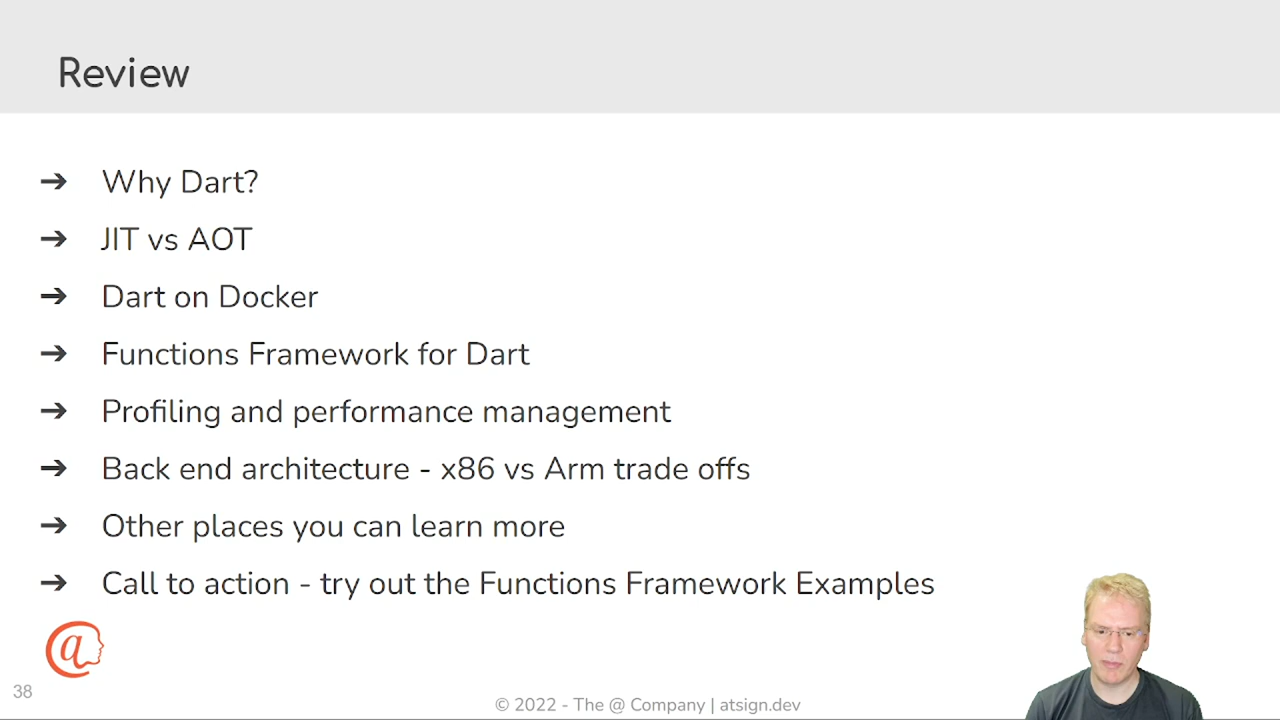 Review
➔ Why Dart?
➔ JIT vs AOT
➔ Dart on Docker
➔ Functions Framework for Dart
➔ Profiling and performance management
➔ Back end architecture - x86 vs Arm trade offs
➔ Other places you can learn more
➔ Call to action - try out the Functions Framework Examples
@
38
© 2022 - The @ Company | atsign.dev